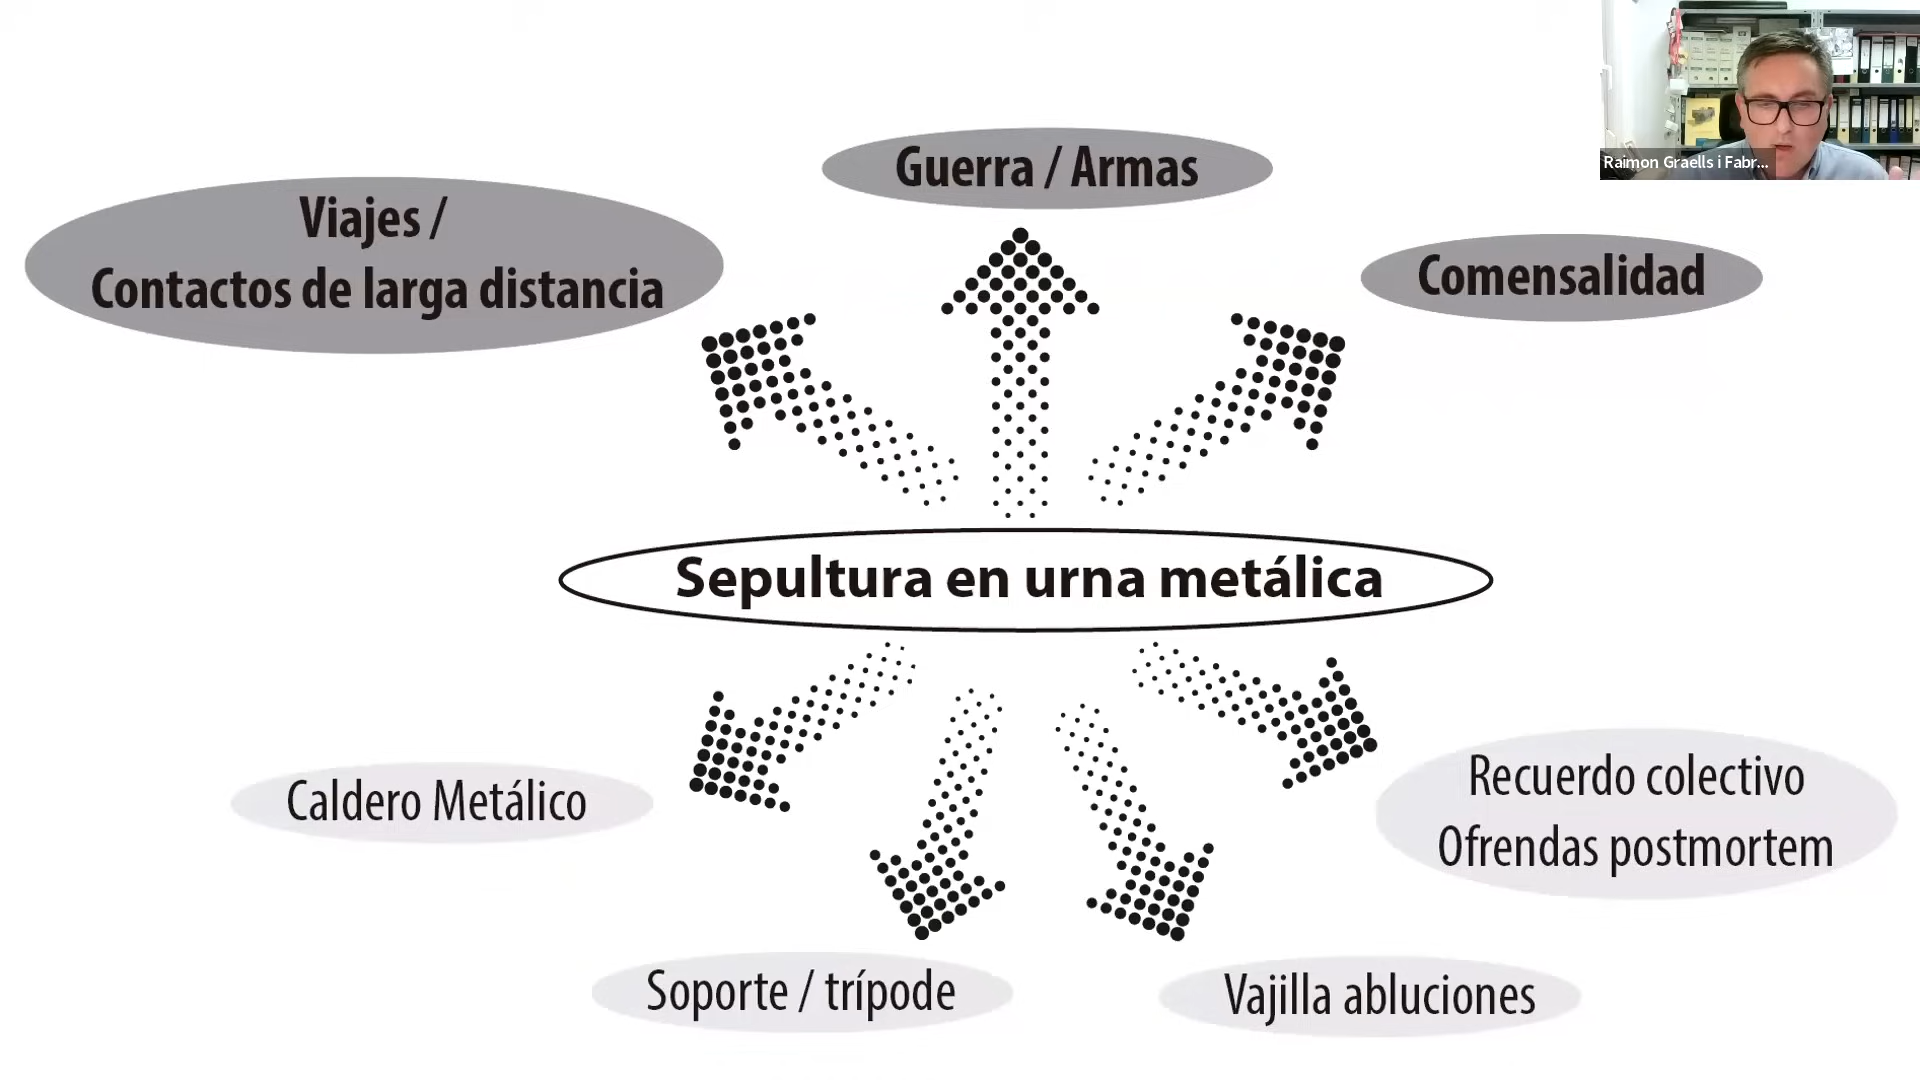 Raimon Graells i Fabr...
Guerra / Armas
Viajes /
Contactos de larga distancia
Comensalidad
Sepultura en urna metálica
Caldero Metálico
Recuerdo colectivo
Ofrendas postmortem
Soporte / trípode
Vajilla abluciones